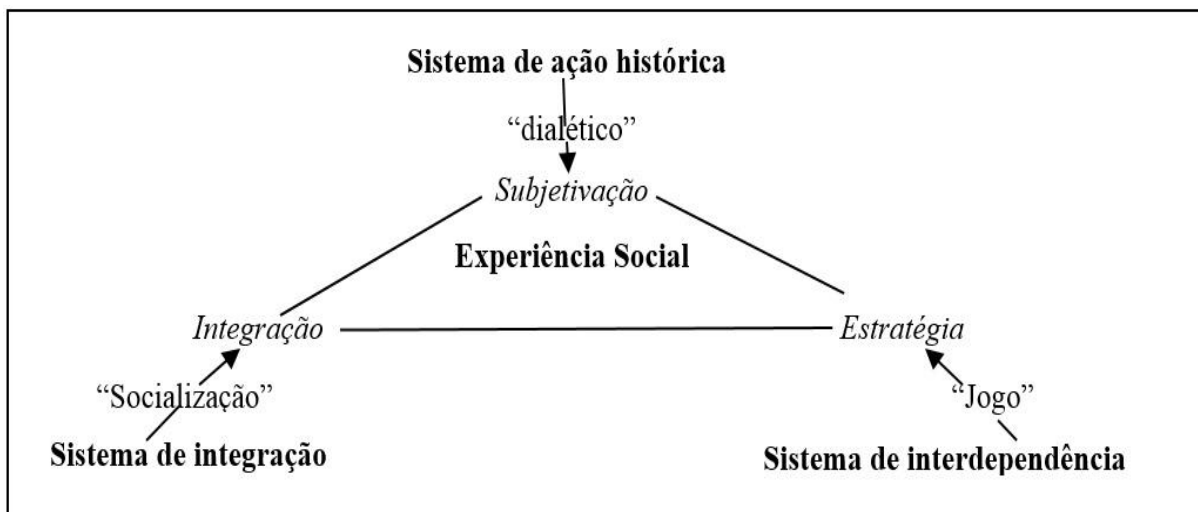 Sistema de ação histórica
“dialético”
Subjetivação
Experiência Social
Integração
Estratégia
“Socialização”
“Jogo”
Sistema de integração
Sistema de interdependência